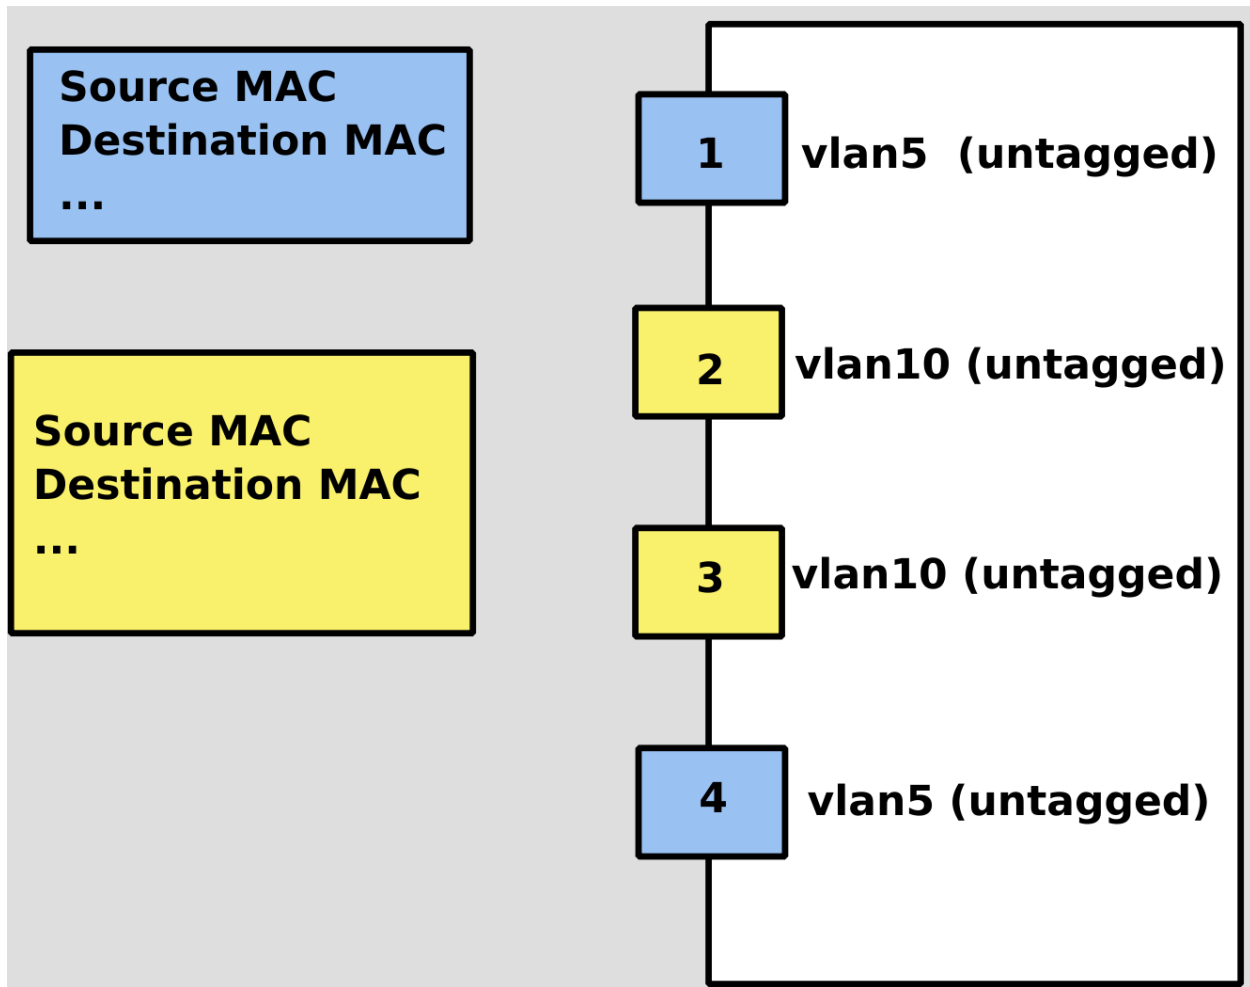 Source MAC
Destination MAC
...
1
vlan5  (untagged)
2
vlan10 (untagged)
Source MAC
Destination MAC
...
3
vlan10 (untagged)
4
vlan5 (untagged)